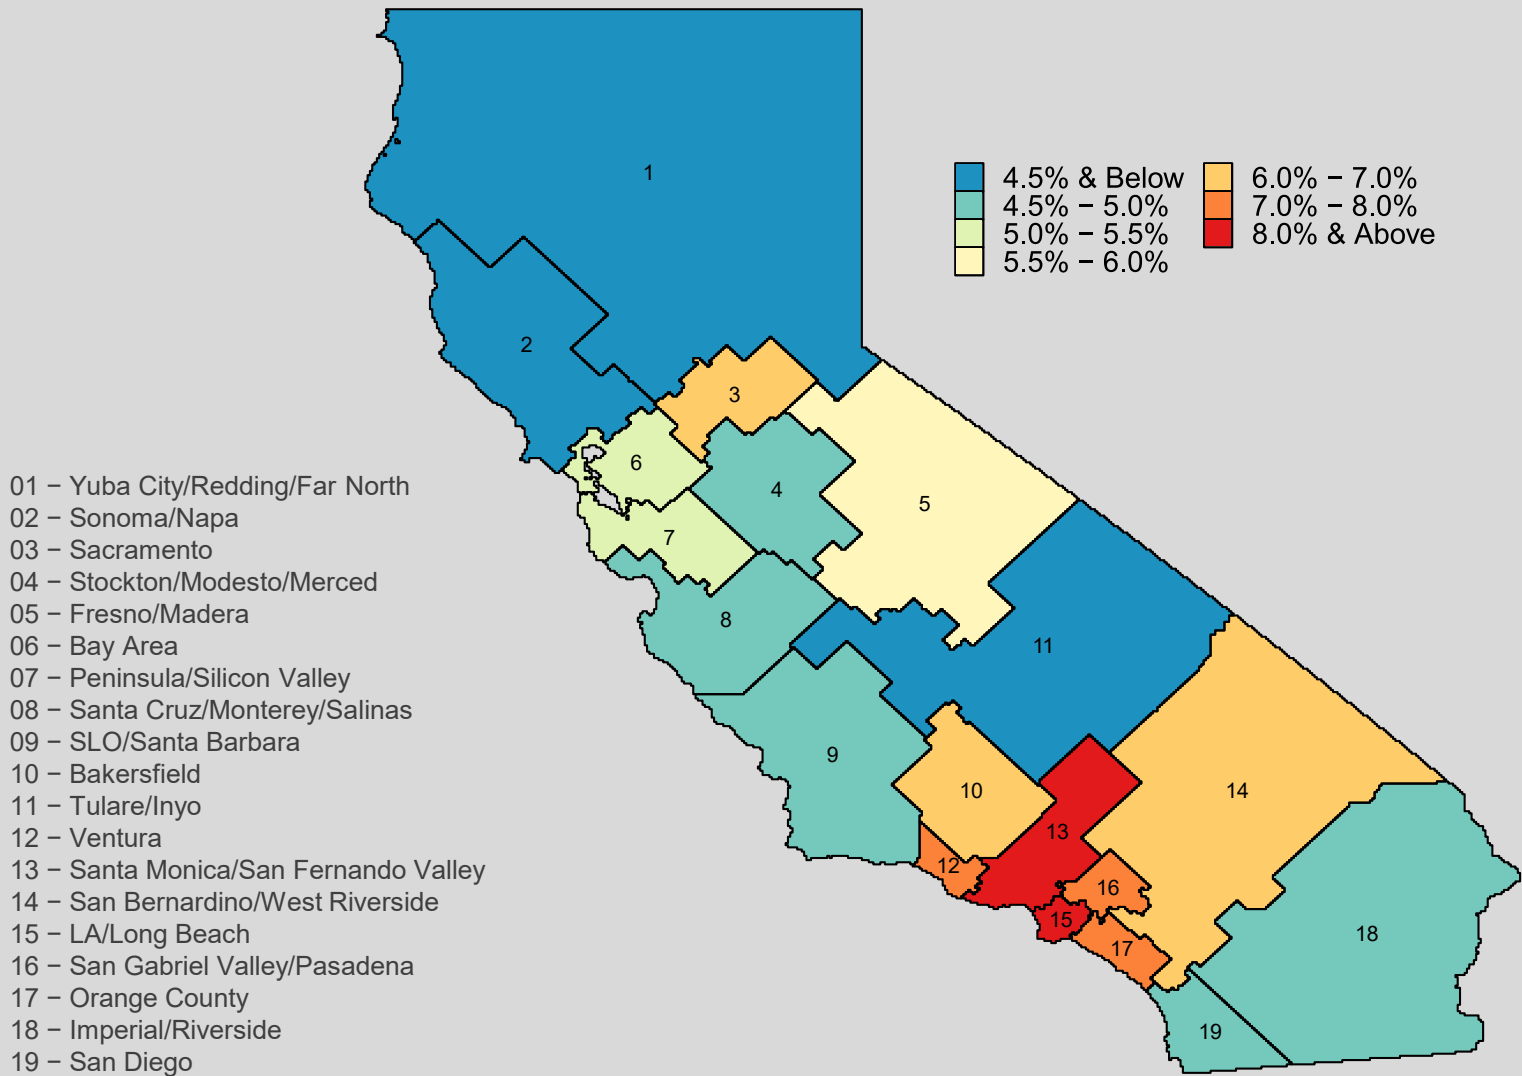 1
4.5% & Below
6.0% − 7.0%
4.5% − 5.0%
7.0% − 8.0%
5.0% − 5.5%
8.0% & Above
5.5% − 6.0%
2
3
6
4
5
7
8
11
9
10
14
13
12
16
15
17
18
19
01 − Yuba City/Redding/Far North
02 − Sonoma/Napa
03 − Sacramento
04 − Stockton/Modesto/Merced
05 − Fresno/Madera
06 − Bay Area
07 − Peninsula/Silicon Valley
08 − Santa Cruz/Monterey/Salinas
09 − SLO/Santa Barbara
10 − Bakersfield
11 − Tulare/Inyo
12 − Ventura
13 − Santa Monica/San Fernando Valley
14 − San Bernardino/West Riverside
15 − LA/Long Beach
16 − San Gabriel Valley/Pasadena
17 − Orange County
18 − Imperial/Riverside
19 − San Diego